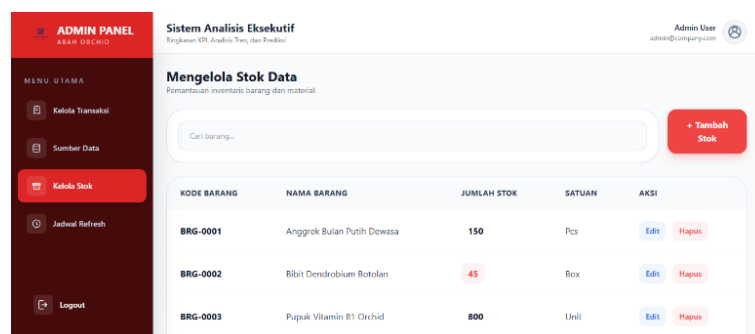 ADMIN PANEL
ABAH ORCHID
MENU UTAMA
Kelola Transaksi
Sumber Data
Kelola Stok
Jadwal Refresh
Logout
Sistem Analisis Eksekutif
Ringkasan KPI, Analisis Tren, dan Prediksi
Admin User
admin@company.com
Mengelola Stok Data
Pemantauan inventaris barang dan material
Cari barang...
+ Tambah
Stok
KODE BARANG NAMA BARANG JUMLAH STOK SATUAN AKSI
BRG-0001 Anggrek Bulan Putih Dewasa 150 Pcs Edit Hapus
BRG-0002 Bibit Dendrobium Botolan 45 Box Edit Hapus
BRG-0003 Pupuk Vitamin B1 Orchid 800 Unit Edit Hapus